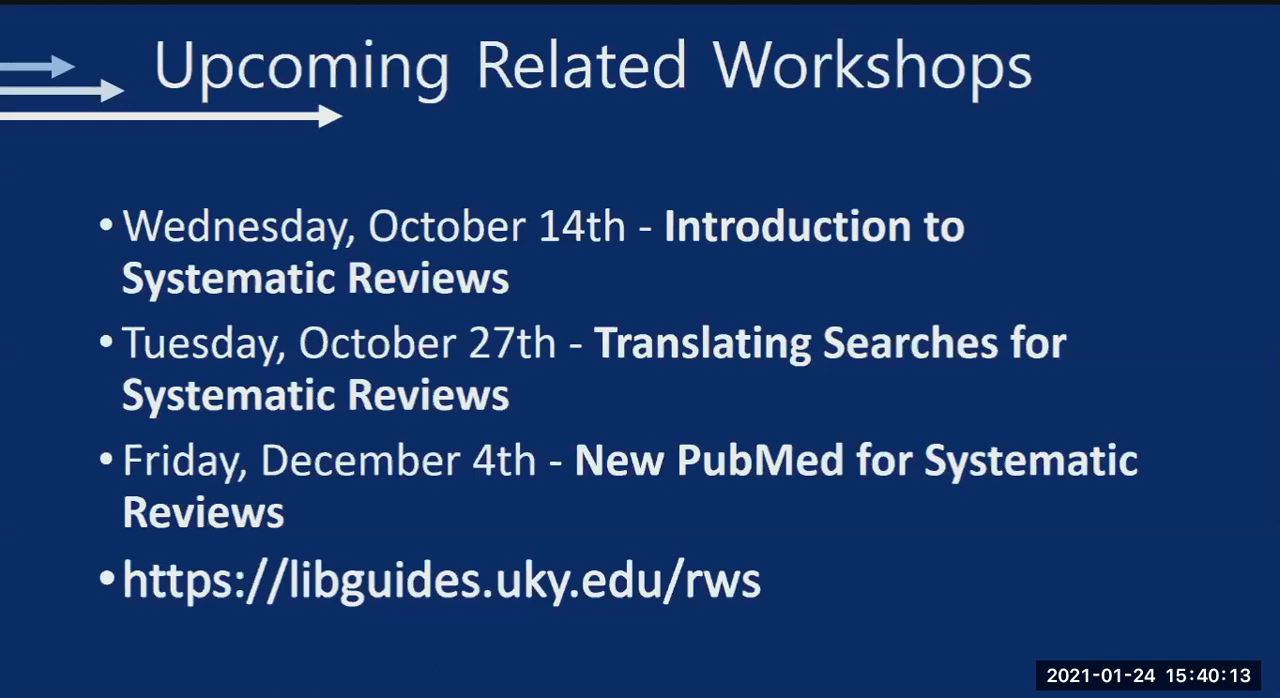 Upcoming Related Workshops
• Wednesday, October 14th - Introduction to
Systematic Reviews
• Tuesday, October 27th - Translating Searches for
Systematic Reviews
• Friday, December 4th - New PubMed for Systematic
Reviews
• https://libguides.uky.edu/rws
2021-01-24 15:40:13